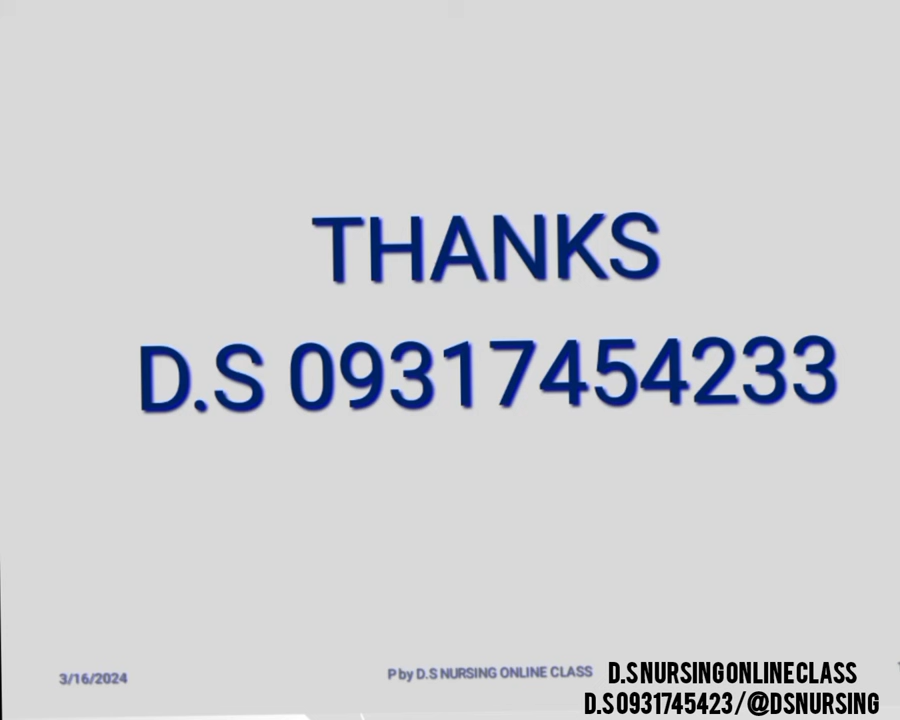 THANKS
D.S 09317454233
3/16/2024
P by D.S NURSING ONLINE CLASS
D.S NURSING ONLINE CLASS
D.S 0931745423 / @DSNURSING